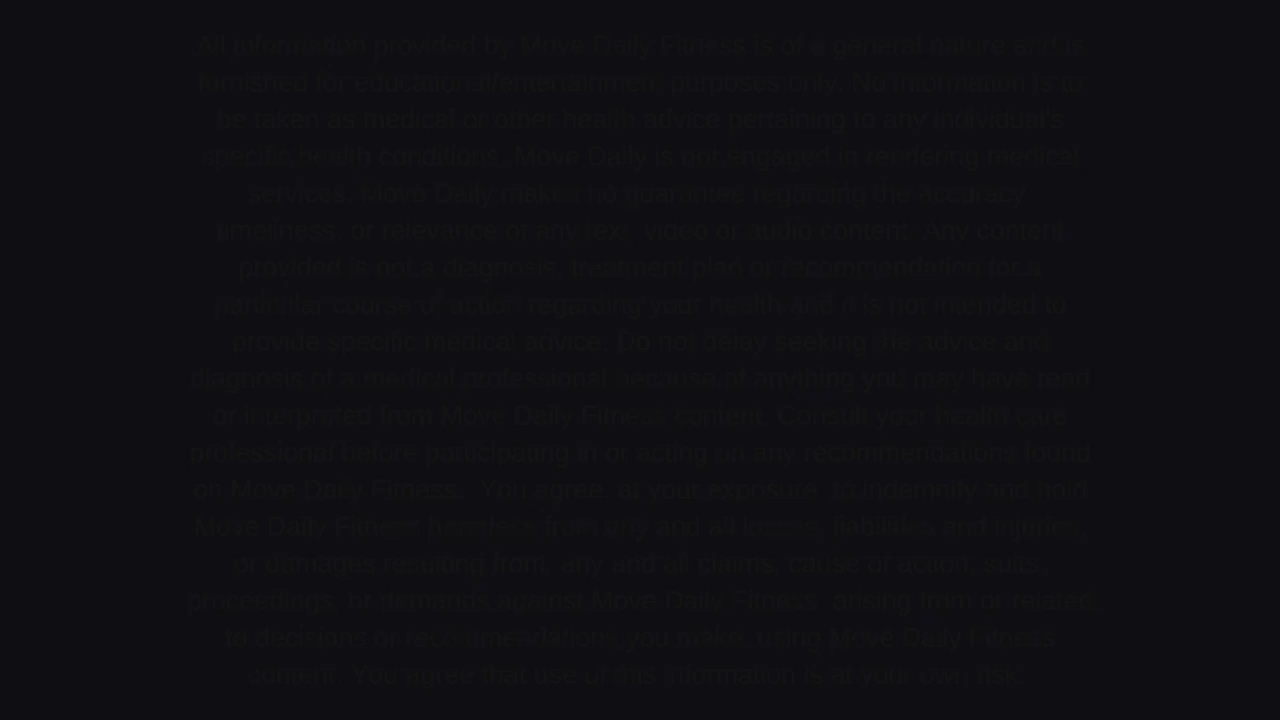 All information provided by Move Daily Fitness is of a general nature and is
furnished for educational/entertainment purposes only. No information is to
be taken as medical or other health advice pertaining to any individual's
specific health conditions. Move Daily is not engaged in rendering medical
services. Move Daily makes no guarantee regarding the accuracy
timeliness, or relevance of any text, video or audio content. Any content
provided is not a diagnosis, treatment plan or recommendation for a
particular course of action regarding your health and it is not intended to
provide specific medical advice. Do not delay seeking the advice and
diagnosis of a medical professional because of anything you may have read
or interpreted from Move Daily Fitness content. Consult your health care
professional before participating in or acting on any recommendations found
on Move Daily Fitness. You agree, at your exposure, to indemnify and hold
Move Daily Fitness harmless from any and all losses, liabilities and injuries,
or damages resulting from, any and all claims, cause of action, suits,
proceedings, or demands against Move Daily Fitness arising from or related
to decisions or recommendations you make, using Move Daily Fitness
content. You agree that use of this information is at your own risk.